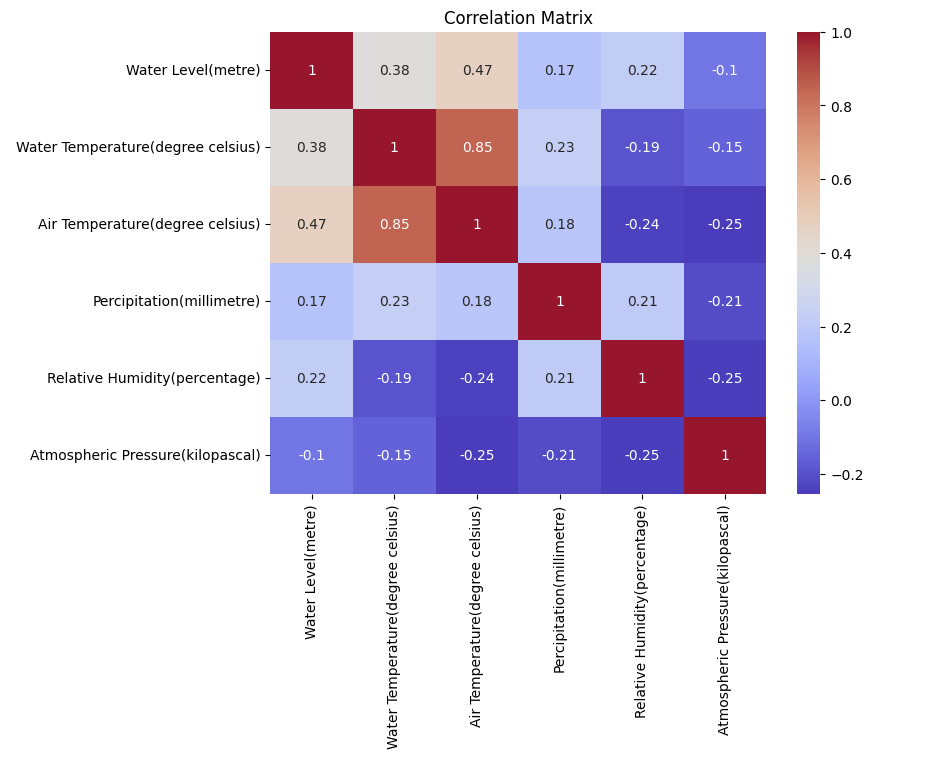 Correlation Matrix
Water Level(metre) 1 0.38 0.47 0.17 0.22 -0.1
Water Temperature(degree celsius) 0.38 1 0.85 0.23 -0.19 -0.15
Air Temperature(degree celsius) 0.47 0.85 1 0.18 -0.24 -0.25
Percipitation(millimetre) 0.17 0.23 0.18 1 0.21 -0.21
Relative Humidity(percentage) 0.22 -0.19 -0.24 0.21 1 -0.25
Atmospheric Pressure(kilopascal) -0.1 -0.15 -0.25 -0.21 -0.25 1
Water Level(metre)
Water Temperature(degree celsius)
Air Temperature(degree celsius)
Percipitation(millimetre)
Relative Humidity(percentage)
Atmospheric Pressure(kilopascal)
1.0
0.8
0.6
0.4
0.2
0.0
−0.2